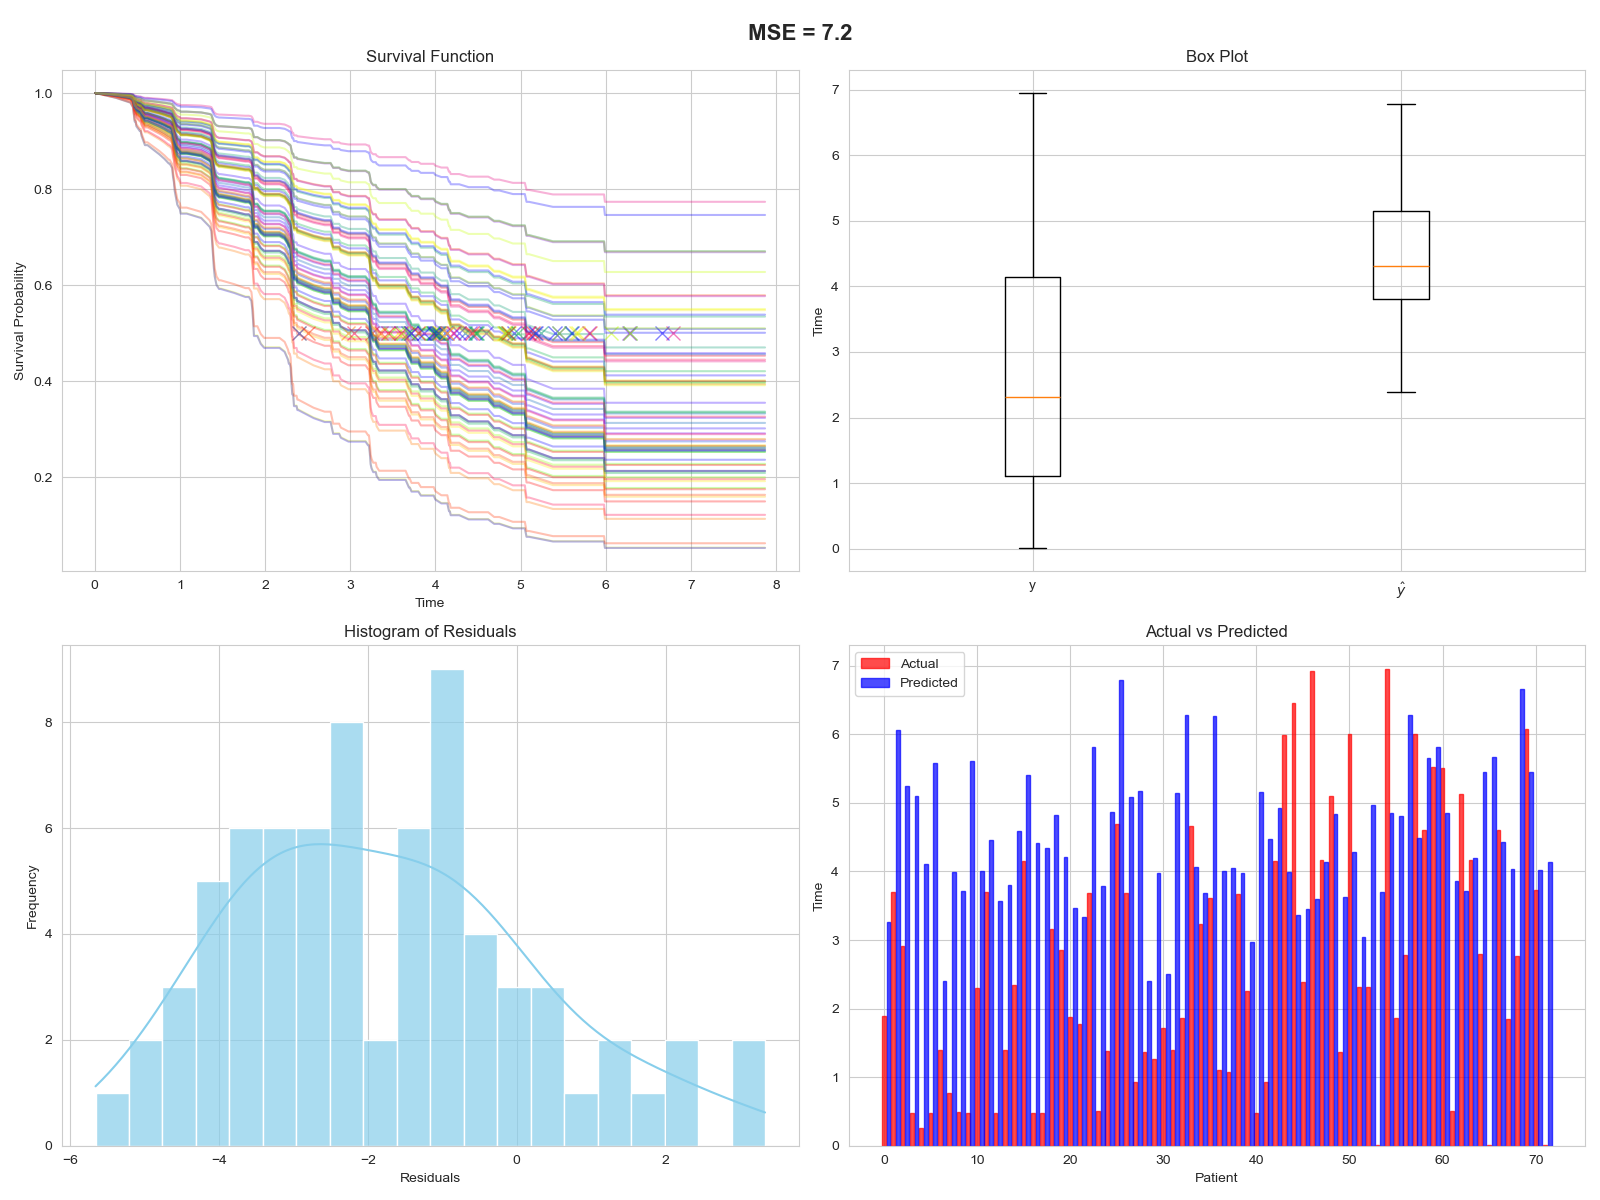 MSE = 7.2
Survival Function
1.0
0.8
0.6
0.4
0.2
Survival Probability
0 1 2 3 4 5 6 7 8
Time
Box Plot
7
6
5
4
3
2
1
0
Time
y ŷ
Histogram of Residuals
8
6
4
2
0
Frequency
−6 −4 −2 0 2
Residuals
Actual vs Predicted
Actual
Predicted
7
6
5
4
3
2
1
0
Time
0 10 20 30 40 50 60 70
Patient